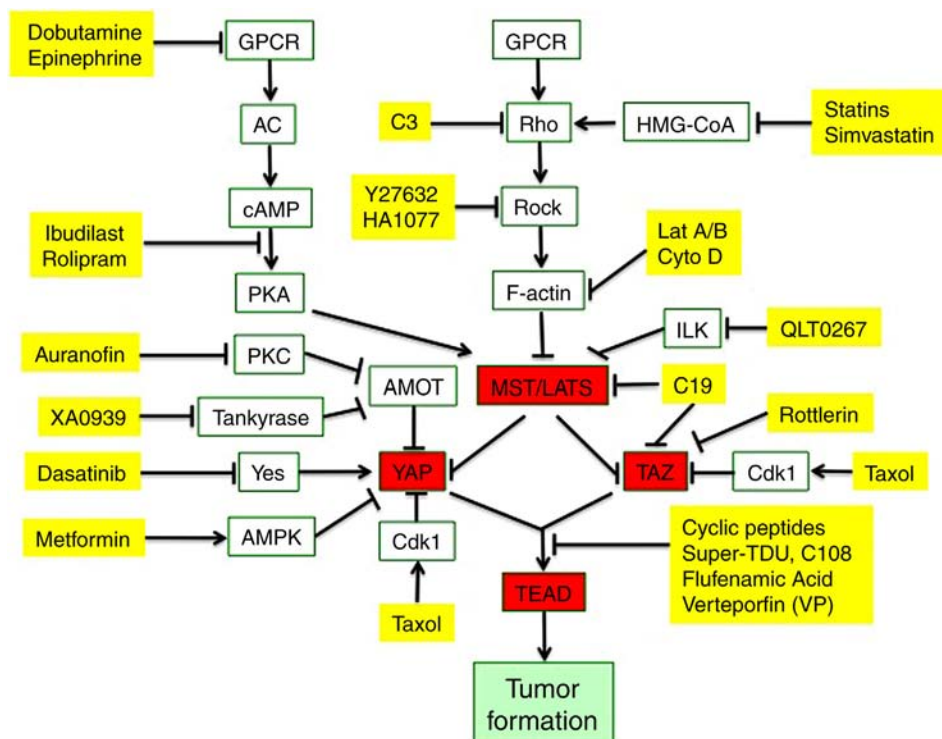 Dobutamine
Epinephrine
GPCR
GPCR
AC
C3
Rho
HMG-CoA
Statins
Simvastatin
cAMP
Y27632
HA1077
Rock
Ibudilast
Rolipram
Lat A/B
Cyto D
PKA
F-actin
ILK
QLT0267
Auranofin
PKC
AMOT
MST/LATS
C19
XA0939
Tankyrase
Rottlerin
Dasatinib
Yes
YAP
TAZ
Cdk1
Taxol
Metformin
AMPK
Cdk1
Cyclic peptides
Super-TDU, C108
Flufenamic Acid
Verteporfin (VP)
TEAD
Taxol
Tumor
formation